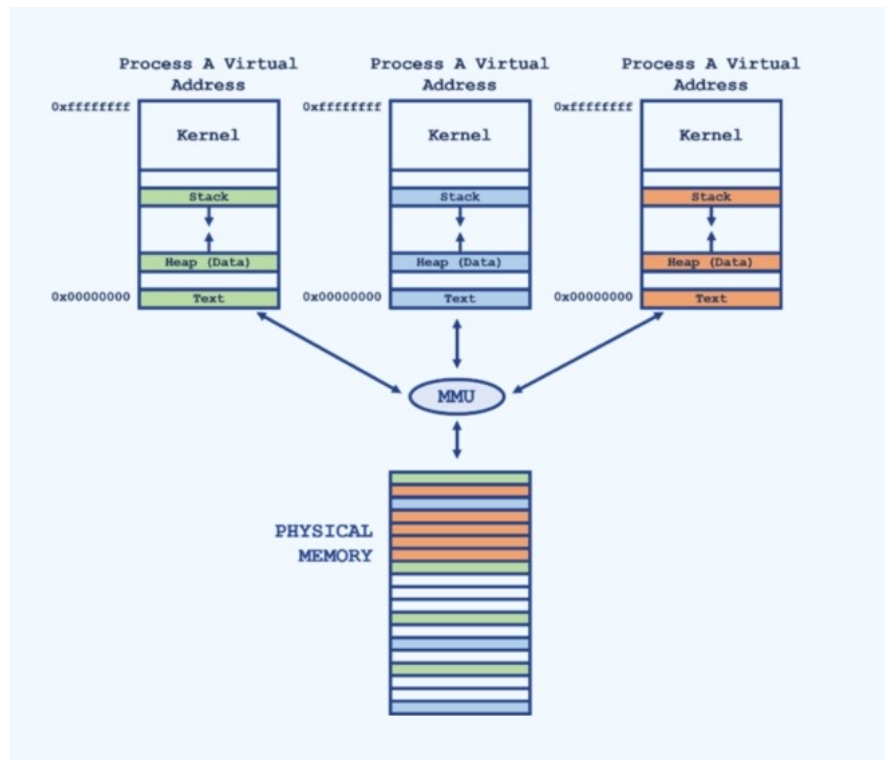 Process A Virtual
Address
Process A Virtual
Address
Process A Virtual
Address
0xffffffff
0xffffffff
0xffffffff
Kernel
Kernel
Kernel
Stack
Stack
Stack
Heap (Data)
Heap (Data)
Heap (Data)
0x00000000
Text
0x00000000
Text
0x00000000
Text
MMU
PHYSICAL
MEMORY